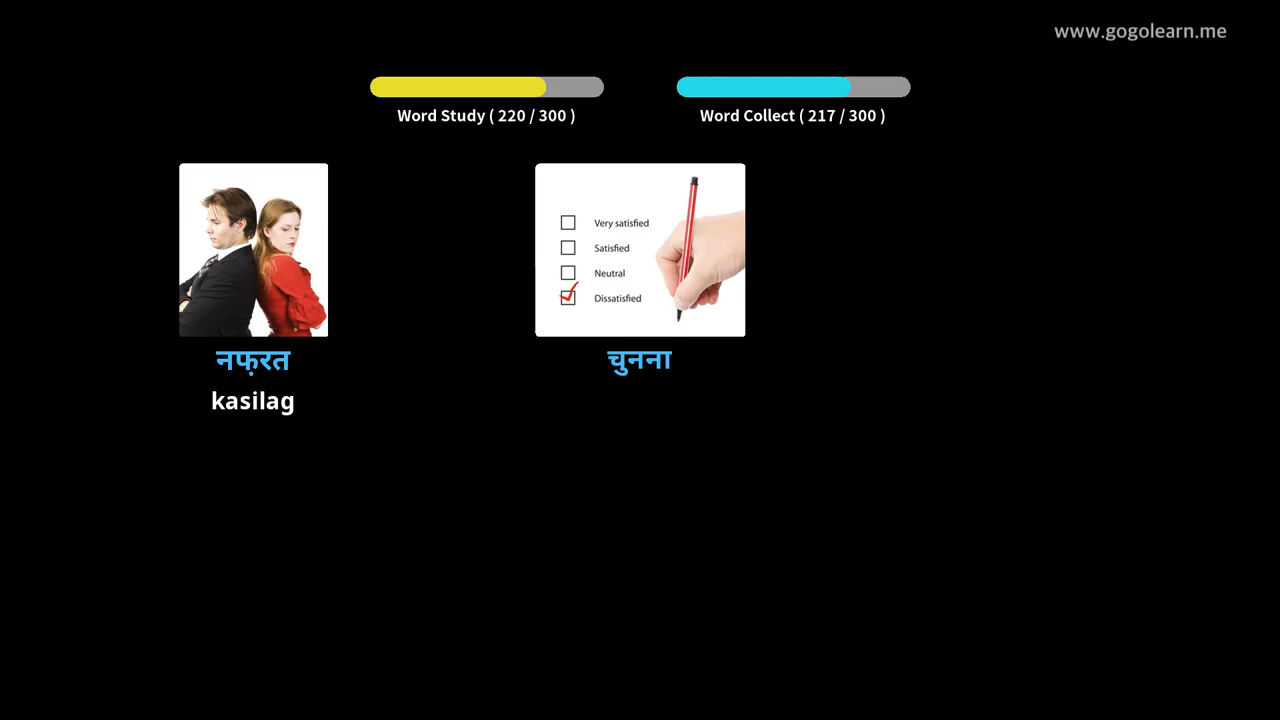 www.gogolearn.me
Word Study ( 220 / 300 )
Word Collect ( 217 / 300 )
Very satisfied
Satisfied
Neutral
Dissatisfied
नफ़रत
चुनना
kasilag